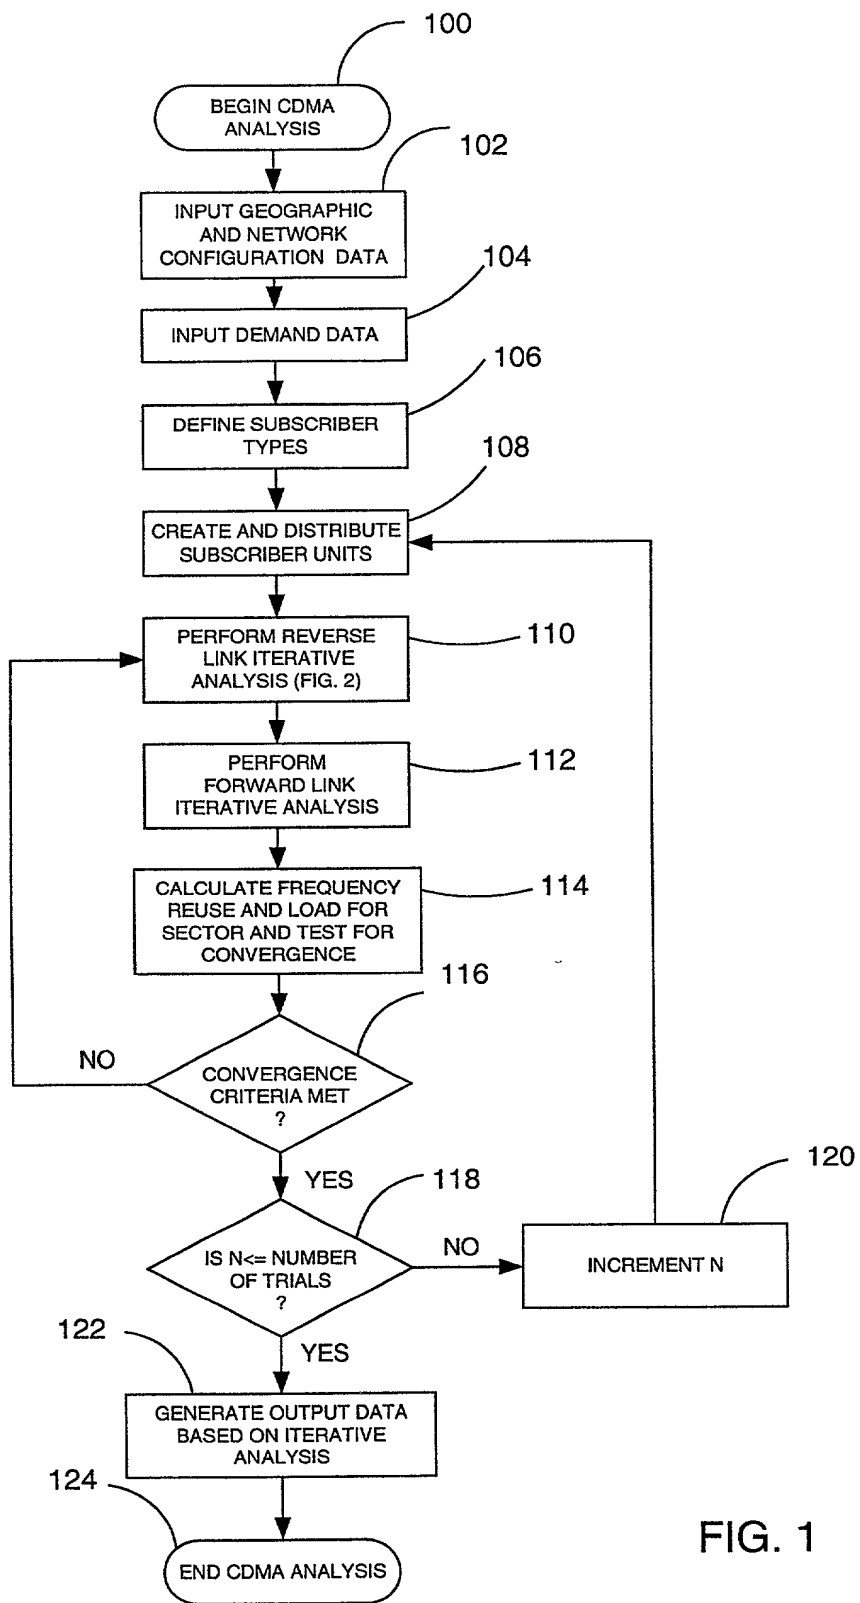 100
BEGIN CDMA
ANALYSIS
102
INPUT GEOGRAPHIC
AND NETWORK
CONFIGURATION DATA
104
INPUT DEMAND DATA
106
DEFINE SUBSCRIBER
TYPES
108
CREATE AND DISTRIBUTE
SUBSCRIBER UNITS
PERFORM REVERSE
LINK ITERATIVE
ANALYSIS (FIG. 2)
110
PERFORM
FORWARD LINK
ITERATIVE ANALYSIS
112
CALCULATE FREQUENCY
REUSE AND LOAD FOR
SECTOR AND TEST FOR
CONVERGENCE
114
116
NO
CONVERGENCE
CRITERIA MET
?
YES
118
120
IS N<= NUMBER
OF TRIALS
?
NO
INCREMENT N
122
YES
GENERATE OUTPUT DATA
BASED ON ITERATIVE
ANALYSIS
124
END CDMA ANALYSIS
FIG. 1